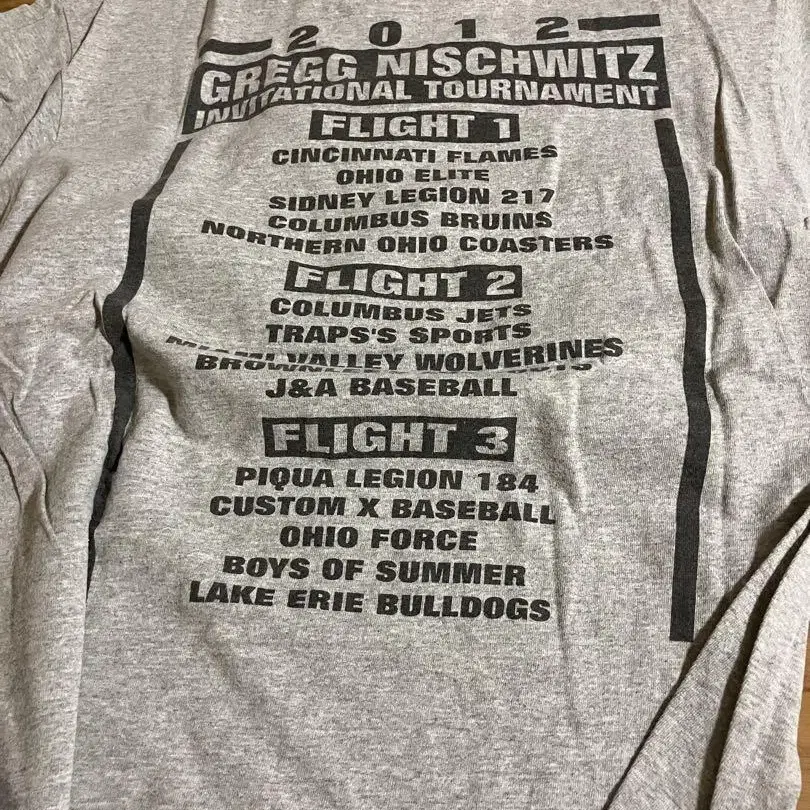 2012
GREGG NISCHWITZ
INVITATIONAL TOURNAMENT
FLIGHT 1
CINCINNATI FLAMES
OHIO ELITE
SIDNEY LEGION 217
COLUMBUS BRUINS
NORTHERN OHIO COASTERS
FLIGHT 2
COLUMBUS JETS
TRAPS'S SPORTS
MIAMI VALLEY WOLVERINES
J&A BASEBALL
FLIGHT 3
PIQUA LEGION 184
CUSTOM X BASEBALL
OHIO FORCE
BOYS OF SUMMER
LAKE ERIE BULLDOGS